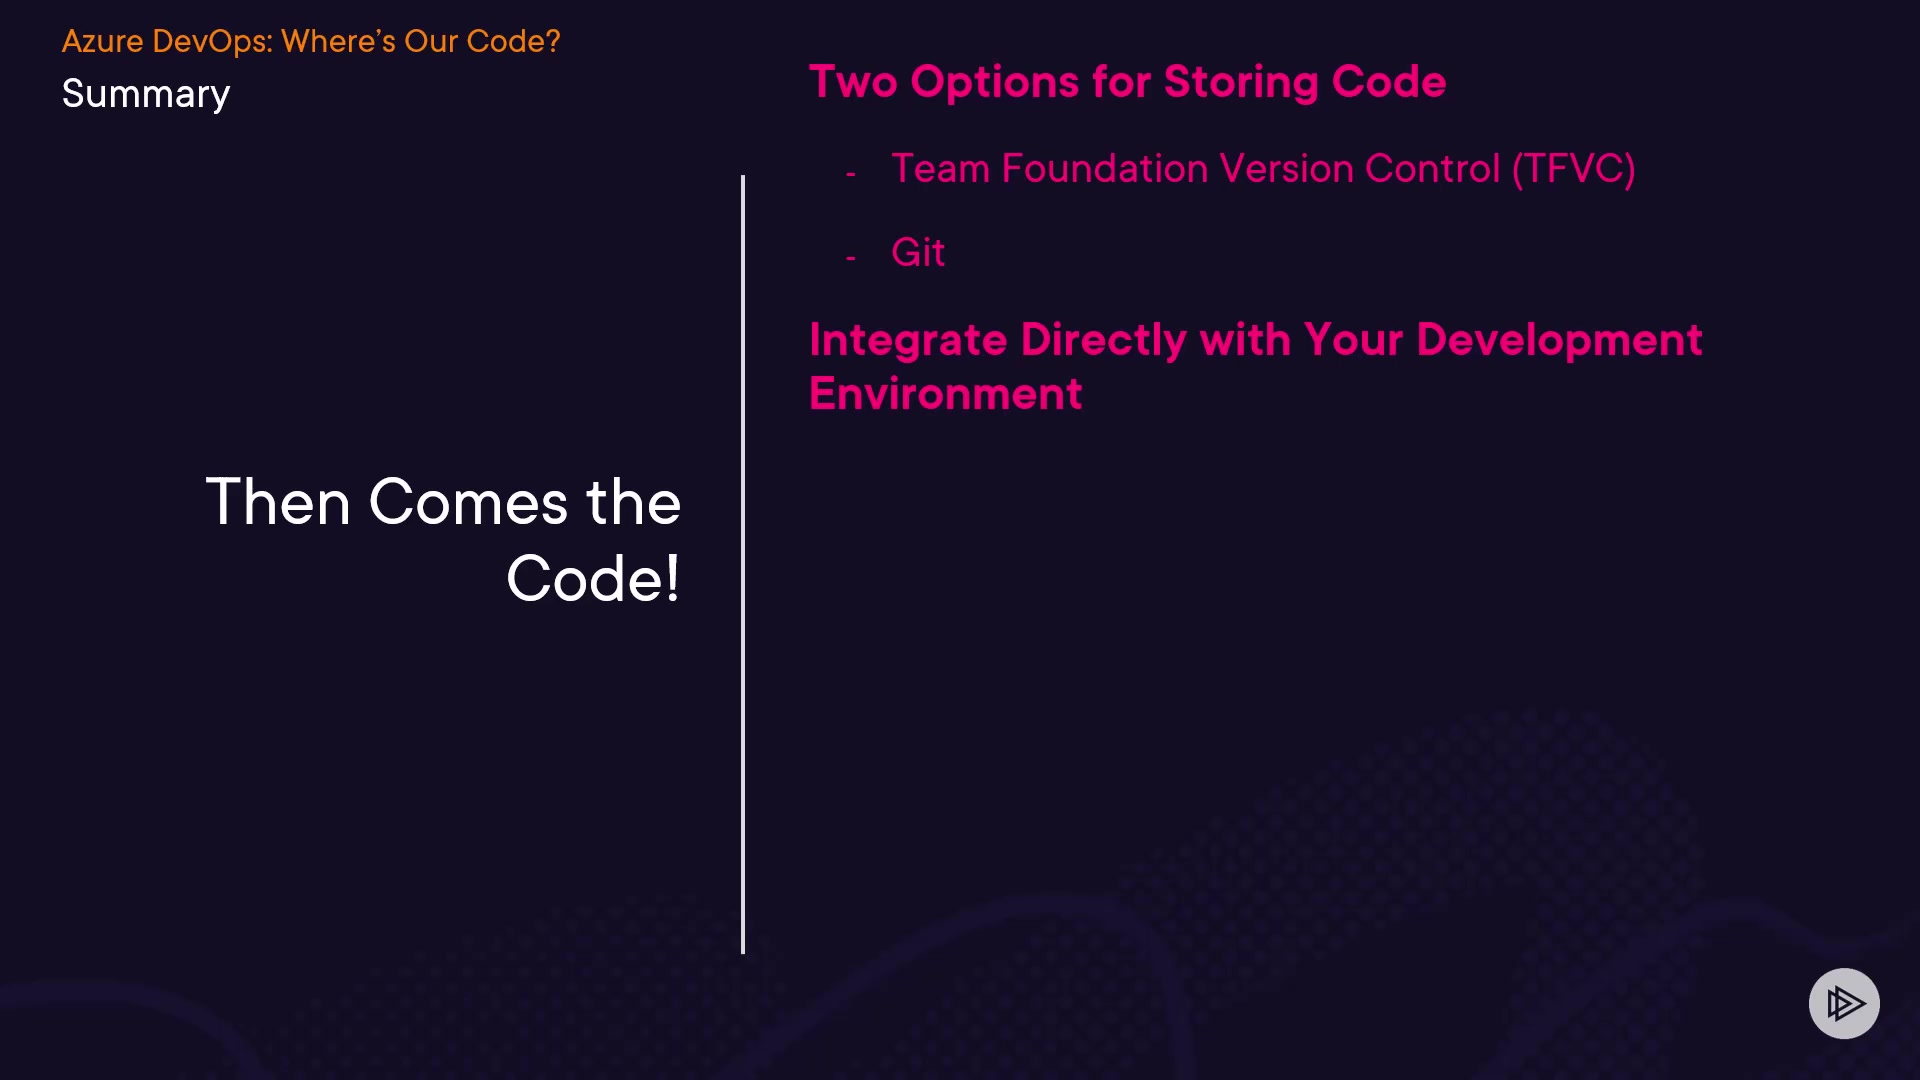 Azure DevOps: Where’s Our Code?
Summary
Then Comes the
Code!
Two Options for Storing Code
- Team Foundation Version Control (TFVC)
- Git
Integrate Directly with Your Development
Environment